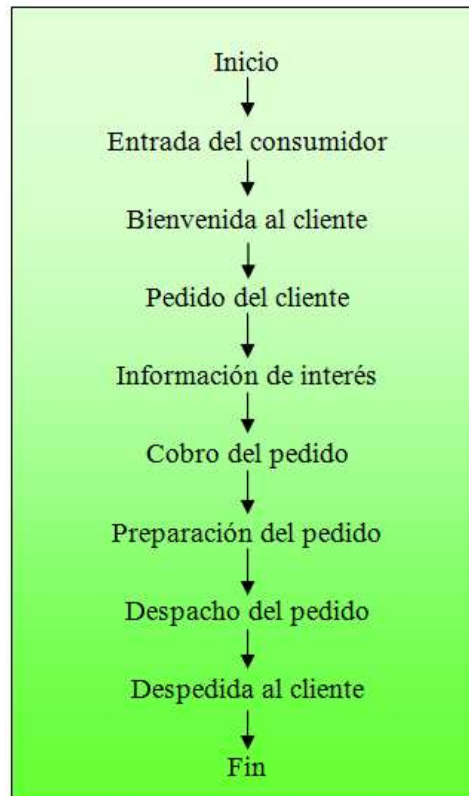 Inicio
Entrada del consumidor
Bienvenida al cliente
Pedido del cliente
Información de interés
Cobro del pedido
Preparación del pedido
Despacho del pedido
Despedida al cliente
Fin